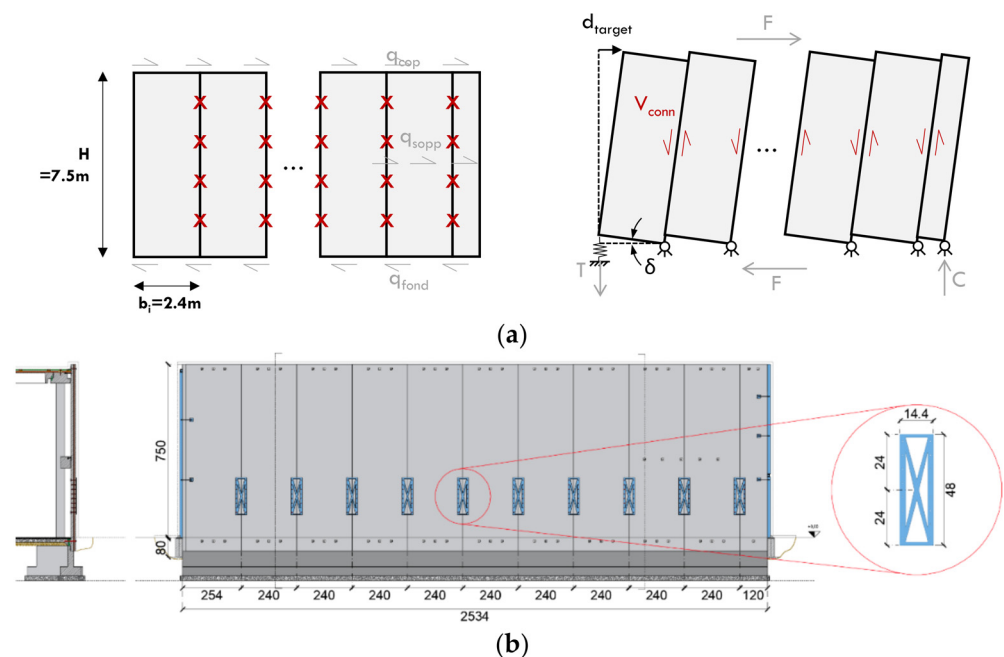 q_cop
H
=7.5m
q_sopp
...
q_fond
b_i=2.4m
d_target
F
V_conn
...
δ
T
F
C
(a)
750
80
14.4
24
24
48
254 240 240 240 240 240 240 240 240 240 120
2534
(b)